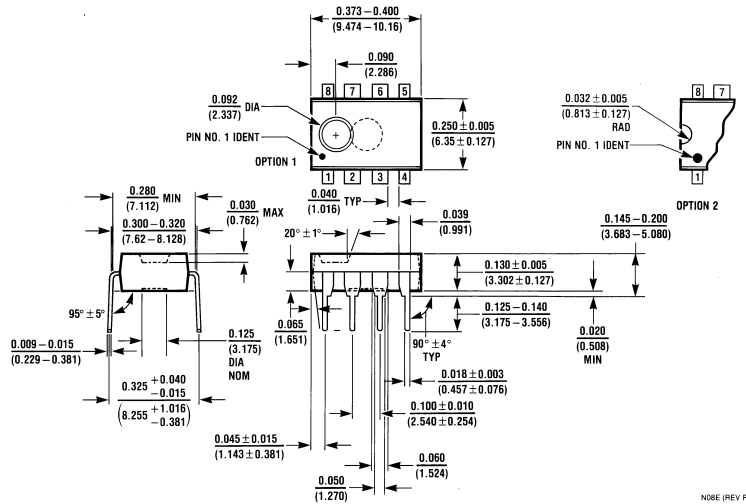 0.373 – 0.400
(9.474 – 10.16)
0.090
(2.286)
8 7 6 5
0.092
(2.337) DIA
PIN NO. 1 IDENT
OPTION 1
1 2 3 4
0.250 ± 0.005
(6.35 ± 0.127)
0.032 ± 0.005
(0.813 ± 0.127)
RAD
PIN NO. 1 IDENT
8 7
1
OPTION 2
0.280
(7.112) MIN
0.300 – 0.320
(7.62 – 8.128)
0.030
(0.762) MAX
0.040
(1.016) TYP
0.039
(0.991)
20° ± 1°
0.145 – 0.200
(3.683 – 5.080)
0.130 ± 0.005
(3.302 ± 0.127)
0.125 – 0.140
(3.175 – 3.556)
0.020
(0.508)
MIN
95° ± 5°
0.009 – 0.015
(0.229 – 0.381)
0.125
(3.175)
DIA
NOM
0.065
(1.651)
90° ± 4°
TYP
0.018 ± 0.003
(0.457 ± 0.076)
0.325 +0.040
–0.015
(8.255 +1.016
–0.381)
0.100 ± 0.010
(2.540 ± 0.254)
0.045 ± 0.015
(1.143 ± 0.381)
0.060
(1.524)
0.050
(1.270)
N08E (REV F